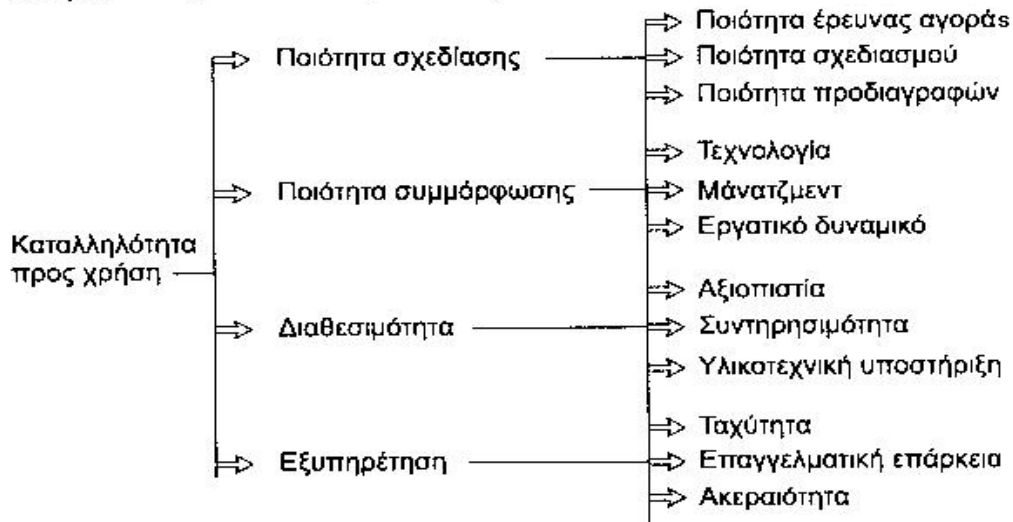 Καταλληλότητα
προς χρήση
Ποιότητα σχεδίασης
Ποιότητα έρευνας αγοράs
Ποιότητα σχεδιασμού
Ποιότητα προδιαγραφών
Ποιότητα συμμόρφωσης
Τεχνολογία
Μάνατζμεντ
Εργατικό δυναμικό
Διαθεσιμότητα
Αξιοπιστία
Συντηρησιμότητα
Υλικοτεχνική υποστήριξη
Εξυπηρέτηση
Ταχύτητα
Επαγγελματική επάρκεια
Ακεραιότητα